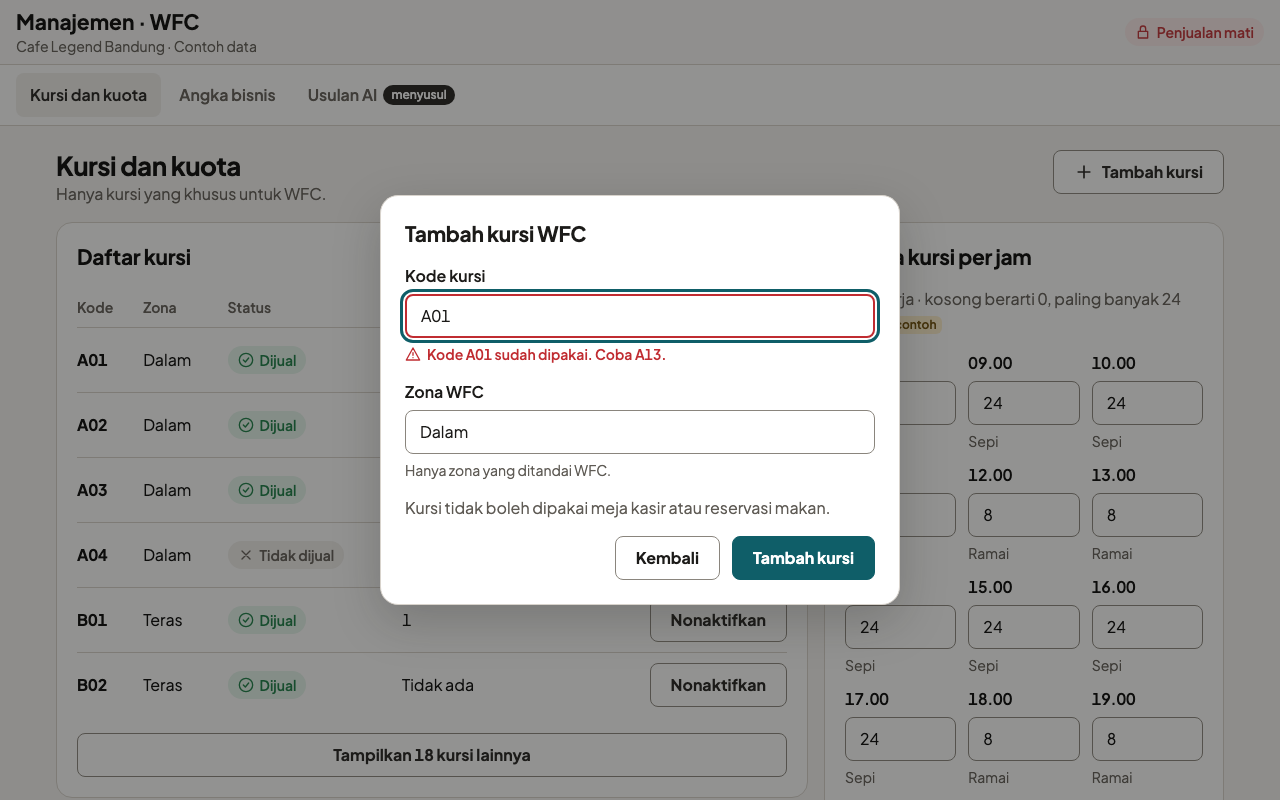 Manajemen · WFC
Cafe Legend Bandung · Contoh data
Penjualan mati
Kursi dan kuota
Angka bisnis
Usulan AI menyusul
Kursi dan kuota
Hanya kursi yang khusus untuk WFC.
+ Tambah kursi
Daftar kursi
Kode Zona Status
A01 Dalam Dijual
A02 Dalam Dijual
A03 Dalam Dijual
A04 Dalam Tidak dijual
B01 Teras Dijual 1 Nonaktifkan
B02 Teras Dijual Tidak ada Nonaktifkan
Tampilkan 18 kursi lainnya
Tambah kursi WFC
Kode kursi
A01
Kode A01 sudah dipakai. Coba A13.
Zona WFC
Dalam
Hanya zona yang ditandai WFC.
Kursi tidak boleh dipakai meja kasir atau reservasi makan.
Kembali
Tambah kursi
kursi per jam
· kosong berarti 0, paling banyak 24
contoh
09.00 10.00
24 24
Sepi Sepi
12.00 13.00
8 8
Ramai Ramai
15.00 16.00
24 24 24
Sepi Sepi Sepi
17.00 18.00 19.00
24 8 8
Sepi Ramai Ramai